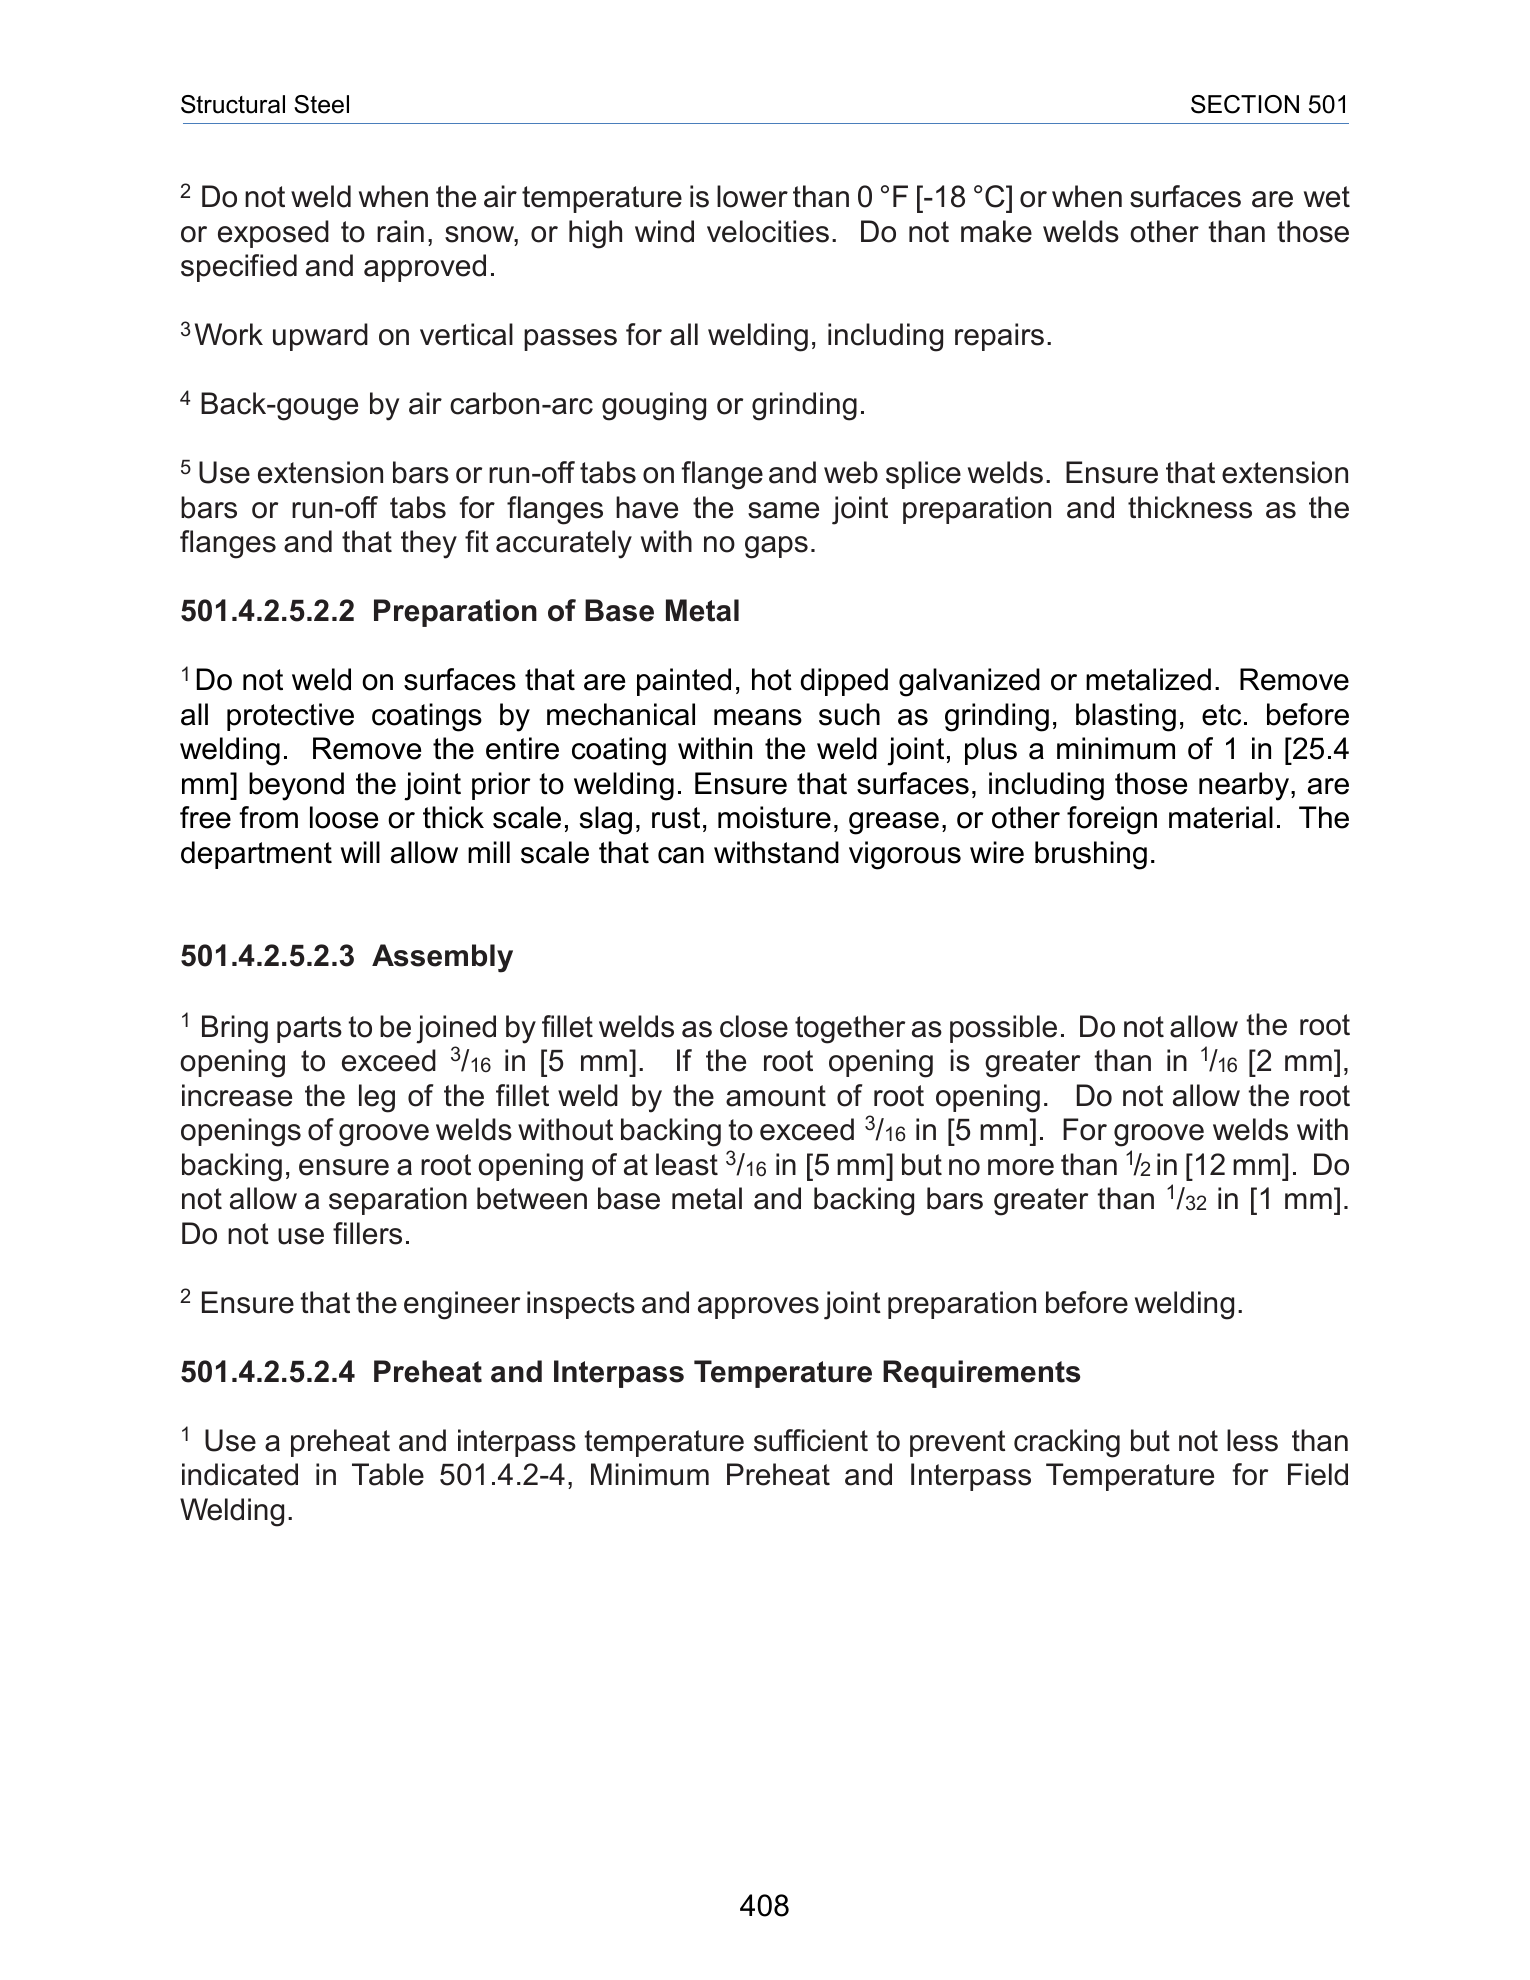 Structural Steel SECTION 501
2 Do not weld when the air temperature is lower than 0 °F [-18 °C] or when surfaces are wet
or exposed to rain, snow, or high wind velocities. Do not make welds other than those
specified and approved.
3 Work upward on vertical passes for all welding, including repairs.
4 Back-gouge by air carbon-arc gouging or grinding.
5 Use extension bars or run-off tabs on flange and web splice welds. Ensure that extension
bars or run-off tabs for flanges have the same joint preparation and thickness as the
flanges and that they fit accurately with no gaps.
501.4.2.5.2.2 Preparation of Base Metal
1 Do not weld on surfaces that are painted, hot dipped galvanized or metalized. Remove
all protective coatings by mechanical means such as grinding, blasting, etc. before
welding. Remove the entire coating within the weld joint, plus a minimum of 1 in [25.4
mm] beyond the joint prior to welding. Ensure that surfaces, including those nearby, are
free from loose or thick scale, slag, rust, moisture, grease, or other foreign material. The
department will allow mill scale that can withstand vigorous wire brushing.
501.4.2.5.2.3 Assembly
1 Bring parts to be joined by fillet welds as close together as possible. Do not allow the root
opening to exceed 3/16 in [5 mm]. If the root opening is greater than in 1/16 [2 mm],
increase the leg of the fillet weld by the amount of root opening. Do not allow the root
openings of groove welds without backing to exceed 3/16 in [5 mm]. For groove welds with
backing, ensure a root opening of at least 3/16 in [5 mm] but no more than 1/2 in [12 mm]. Do
not allow a separation between base metal and backing bars greater than 1/32 in [1 mm].
Do not use fillers.
2 Ensure that the engineer inspects and approves joint preparation before welding.
501.4.2.5.2.4 Preheat and Interpass Temperature Requirements
1 Use a preheat and interpass temperature sufficient to prevent cracking but not less than
indicated in Table 501.4.2-4, Minimum Preheat and Interpass Temperature for Field
Welding.
408